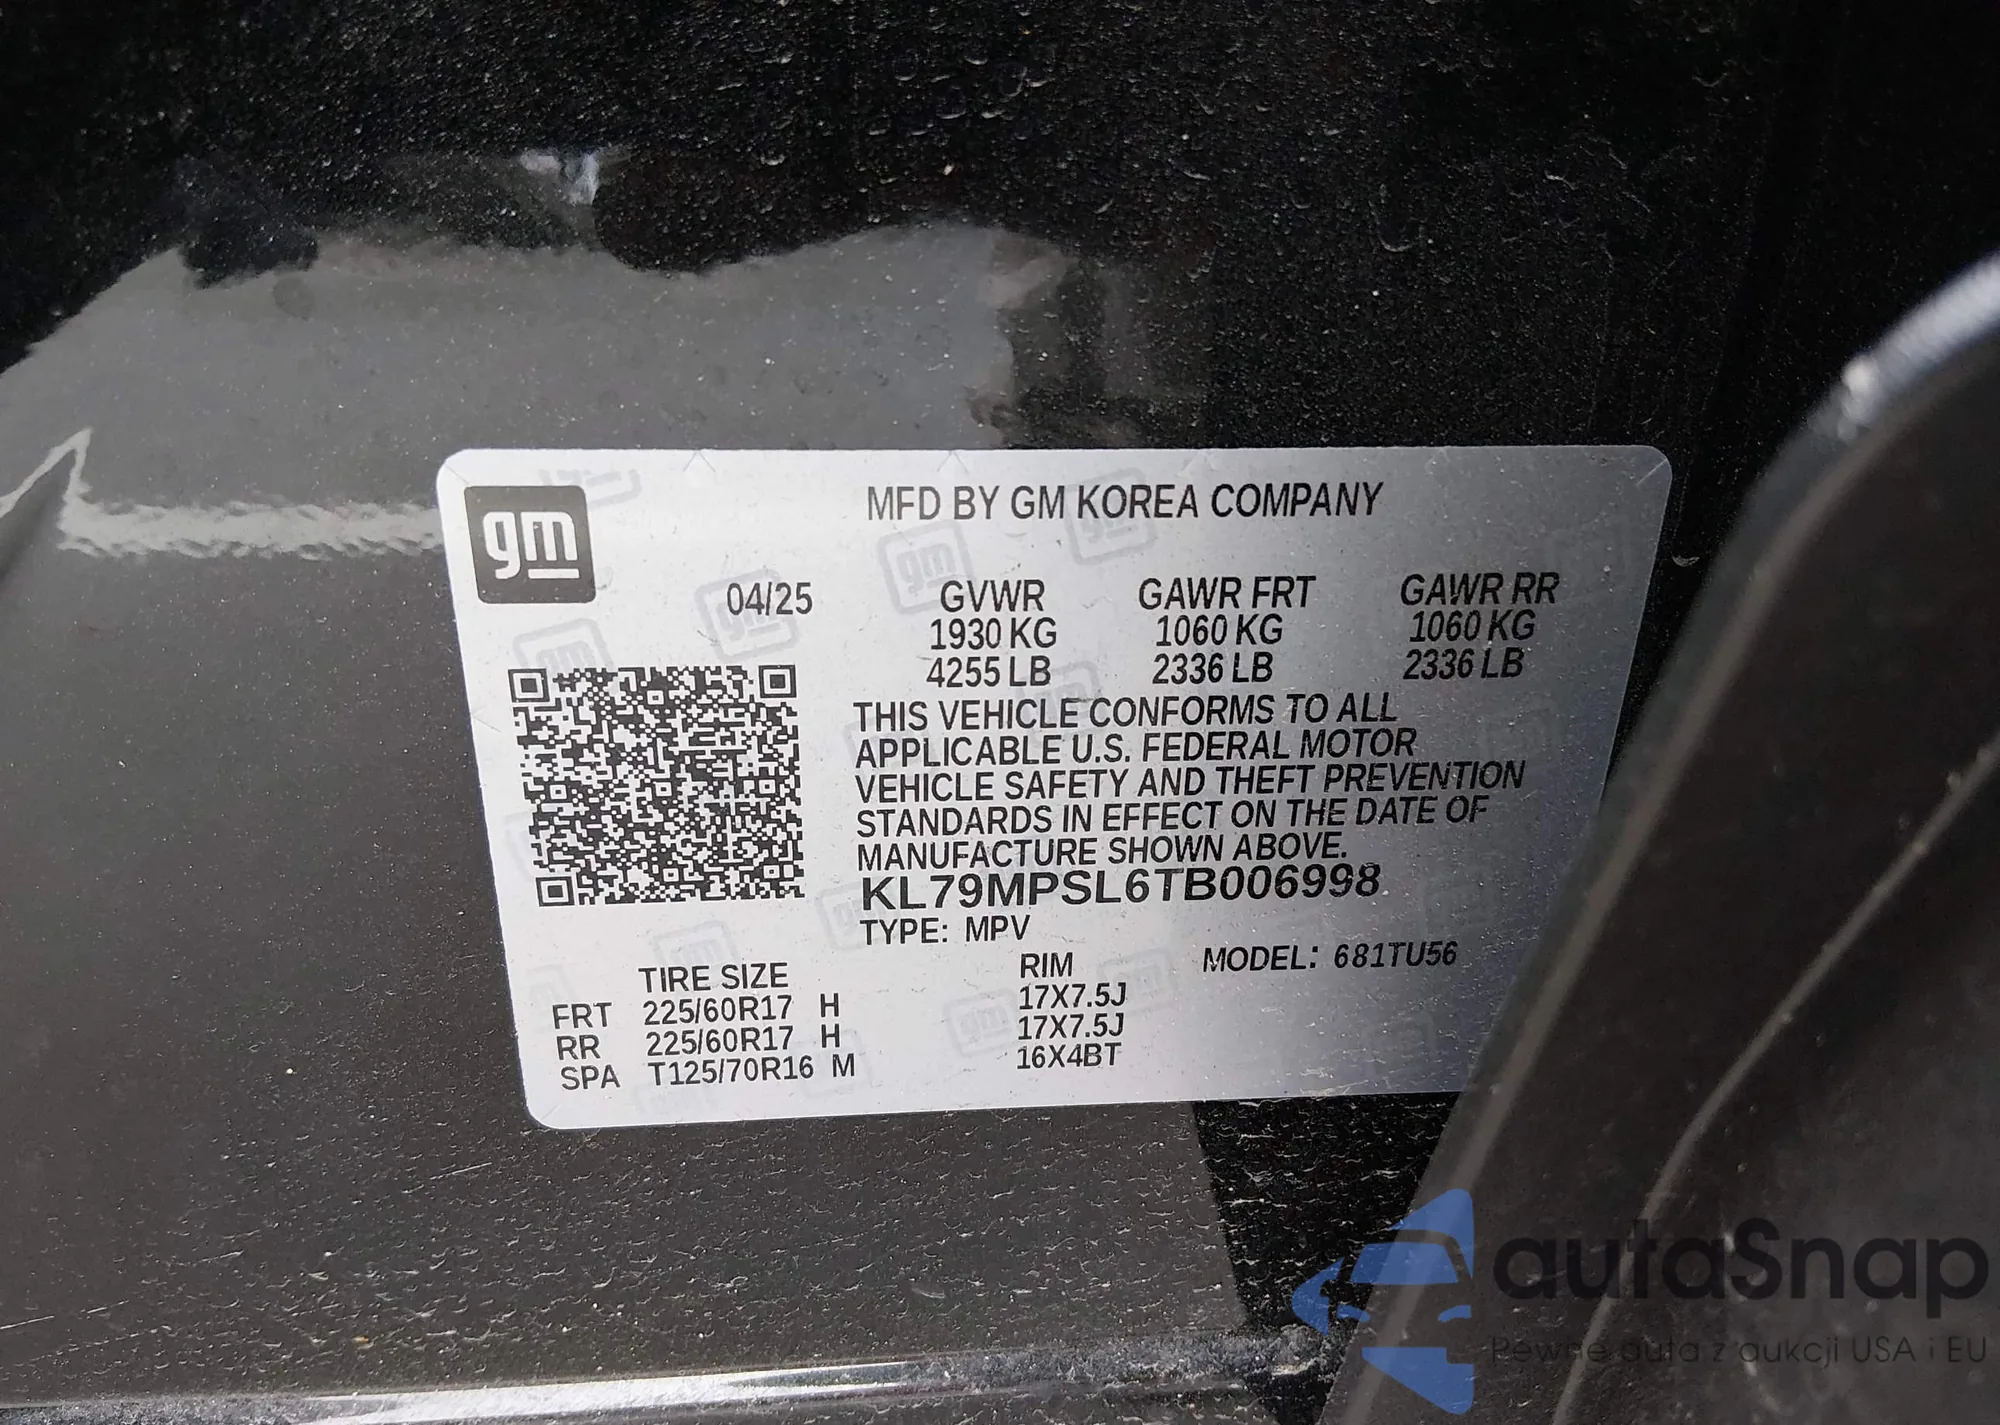 gm
MFD BY GM KOREA COMPANY
04/25
GVWR GAWR FRT GAWR RR
1930 KG 1060 KG 1060 KG
4255 LB 2336 LB 2336 LB
THIS VEHICLE CONFORMS TO ALL
APPLICABLE U.S. FEDERAL MOTOR
VEHICLE SAFETY AND THEFT PREVENTION
STANDARDS IN EFFECT ON THE DATE OF
MANUFACTURE SHOWN ABOVE.
KL79MPSL6TB006998
TYPE: MPV
MODEL: 681TU56
TIRE SIZE RIM
FRT 225/60R17 H 17X7.5J
RR 225/60R17 H 17X7.5J
SPA T125/70R16 M 16X4BT
autaSnap
Pewne auta z aukcji USA i EU